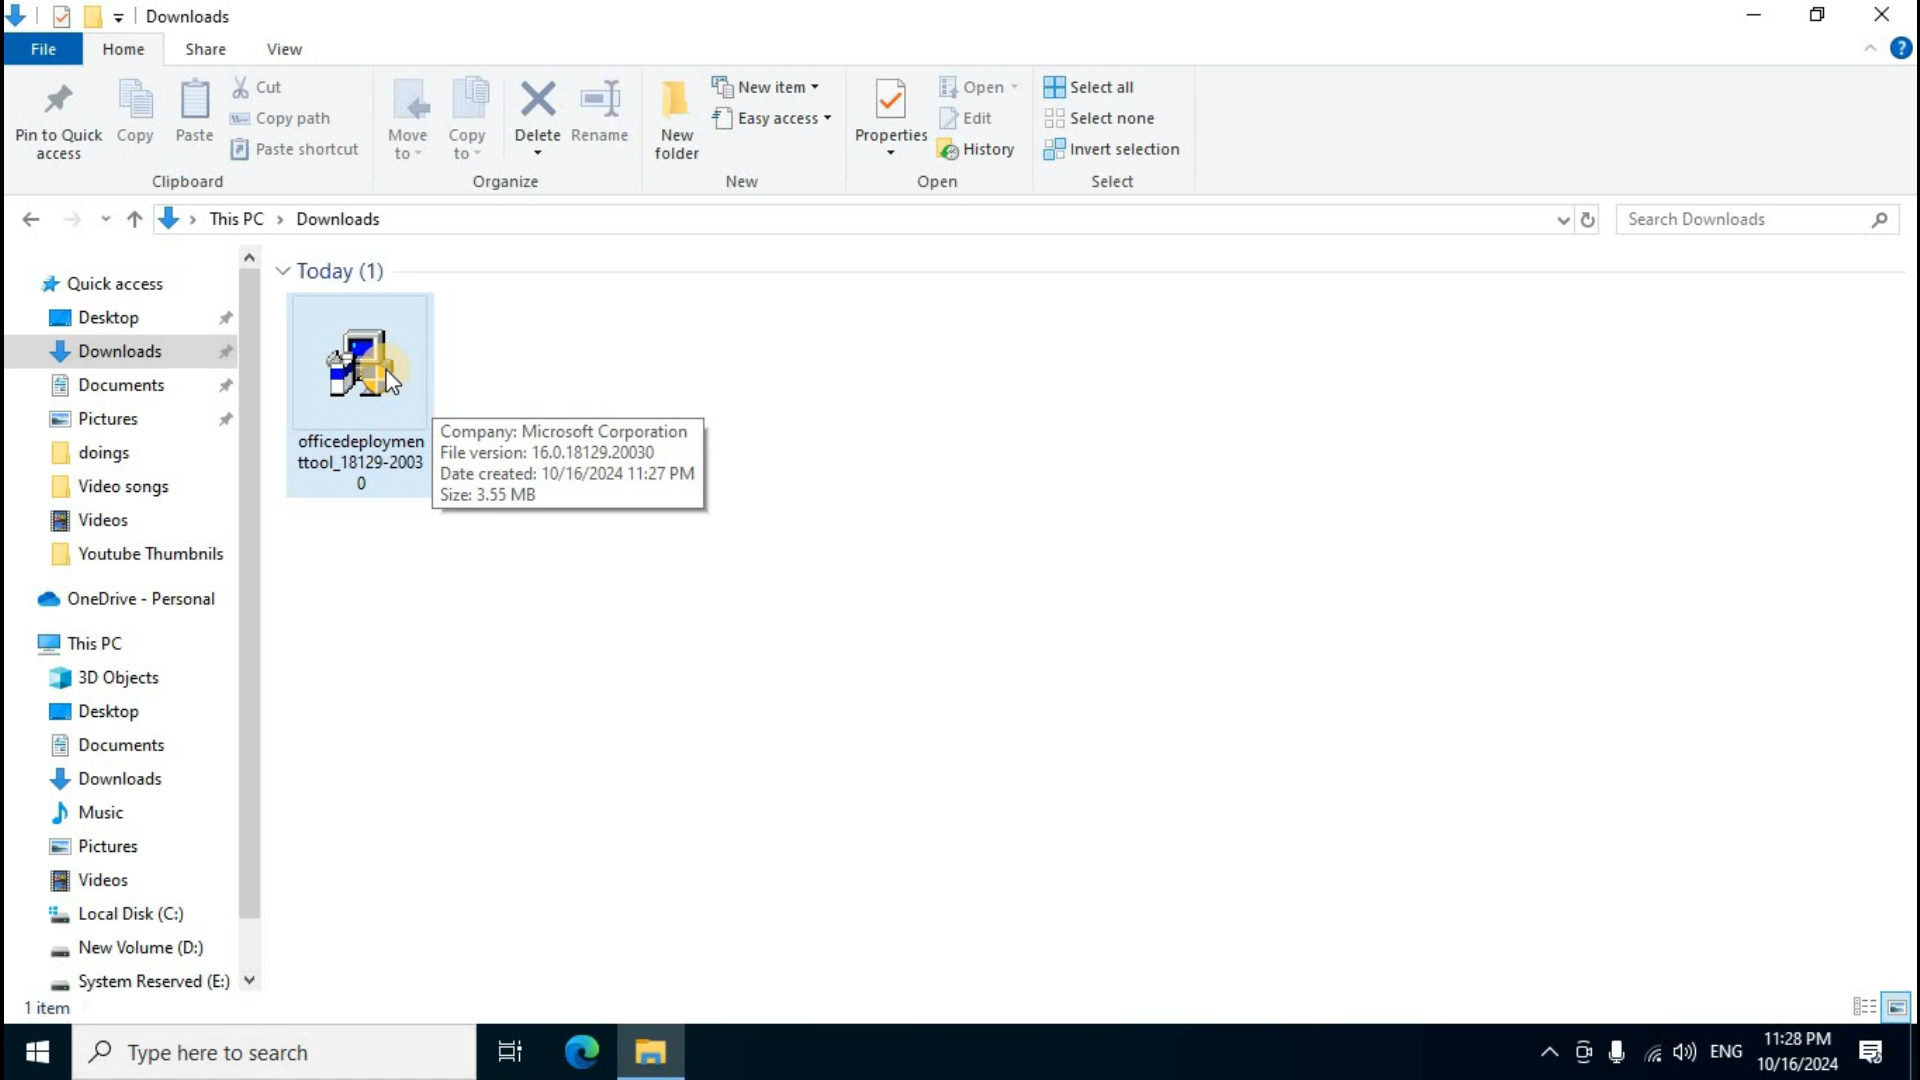 Downloads
File
Home
Share
View
Pin to Quick access
Copy
Paste
Cut
Copy path
Paste shortcut
Clipboard
Move to
Copy to
Delete
Rename
Organize
New folder
New item
Easy access
New
Properties
Open
Edit
History
Open
Select all
Select none
Invert selection
Select
This PC > Downloads
Search Downloads
Quick access
Desktop
Downloads
Documents
Pictures
doings
Video songs
Videos
Youtube Thumbnils
OneDrive - Personal
This PC
3D Objects
Desktop
Documents
Downloads
Music
Pictures
Videos
Local Disk (C:)
New Volume (D:)
System Reserved (E:)
Today (1)
officedeploymen
ttool_18129-2003
0
Company: Microsoft Corporation
File version: 16.0.18129.20030
Date created: 10/16/2024 11:27 PM
Size: 3.55 MB
1 item
Type here to search
ENG
11:28 PM
10/16/2024